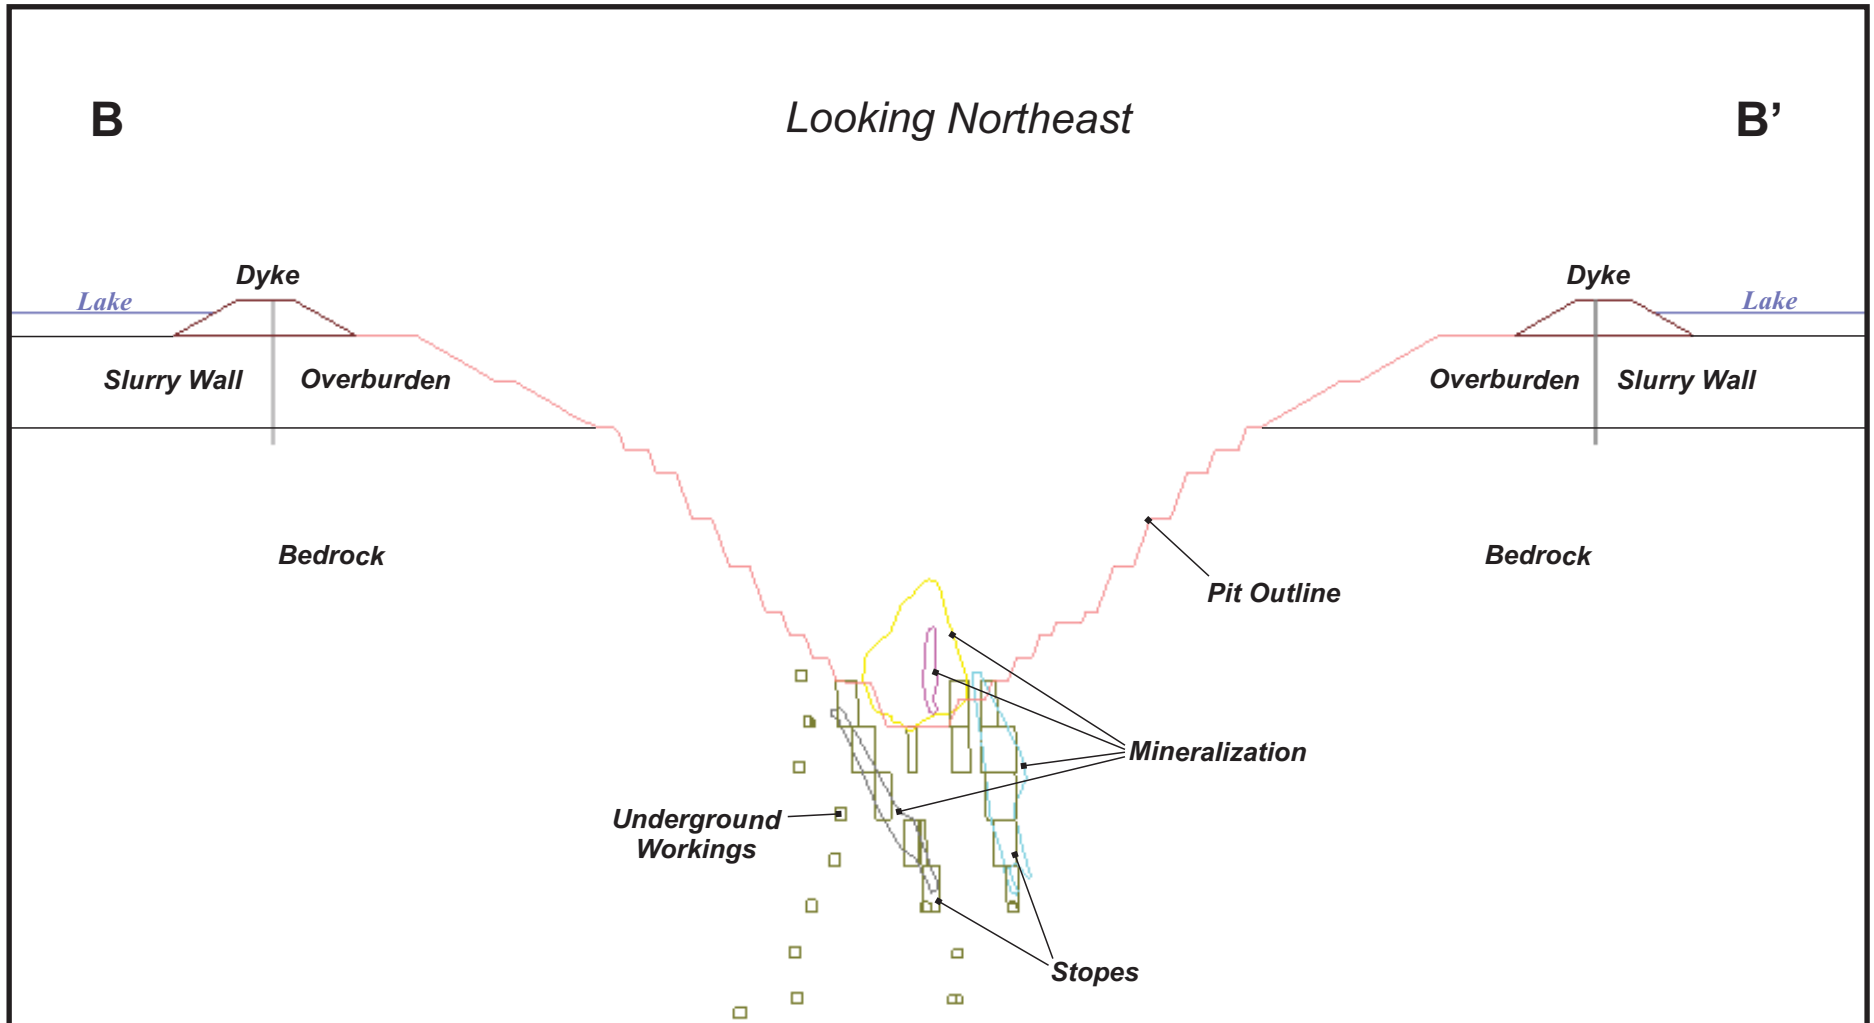 B
Looking Northeast
B’
Dyke
Dyke
Lake
Lake
Slurry Wall
Overburden
Overburden
Slurry Wall
Bedrock
Bedrock
Pit Outline
Mineralization
Underground
Workings
Stopes